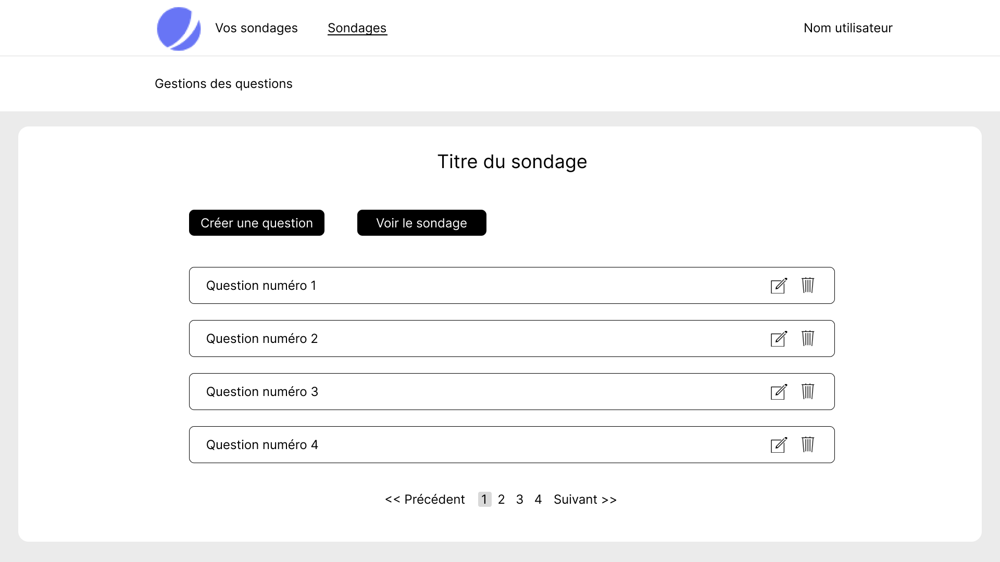 Vos sondages Sondages Nom utilisateur
Gestions des questions
Titre du sondage
Créer une question Voir le sondage
Question numéro 1
Question numéro 2
Question numéro 3
Question numéro 4
<< Précédent 1 2 3 4 Suivant >>